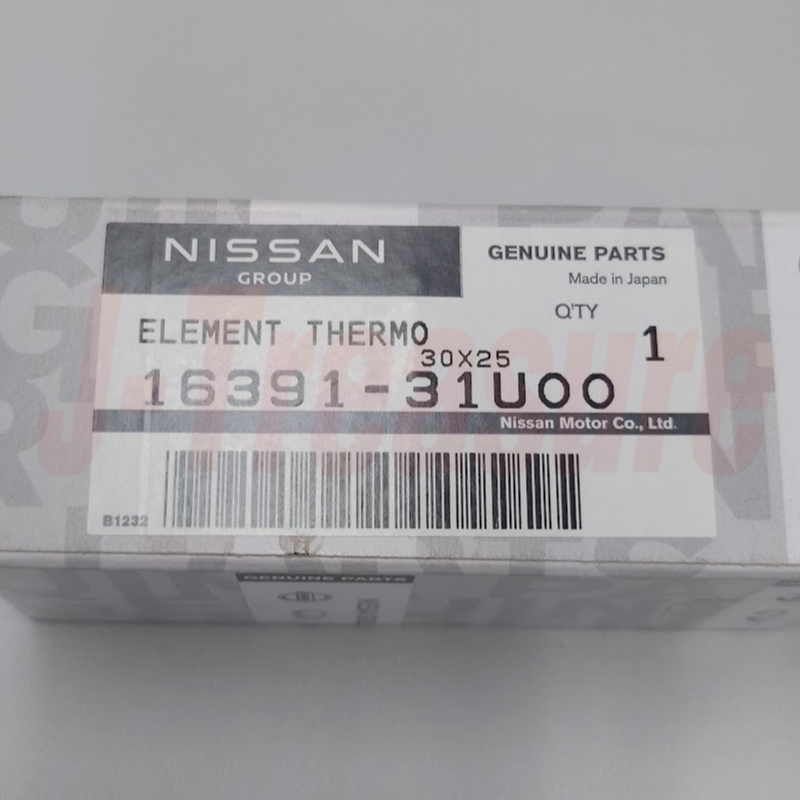 NISSAN
GROUP
GENUINE PARTS
Made in Japan
Q'TY
ELEMENT THERMO
1
30X25
16391-31U00
Nissan Motor Co., Ltd.
B1232
GENUINE PARTS
J-Treasure